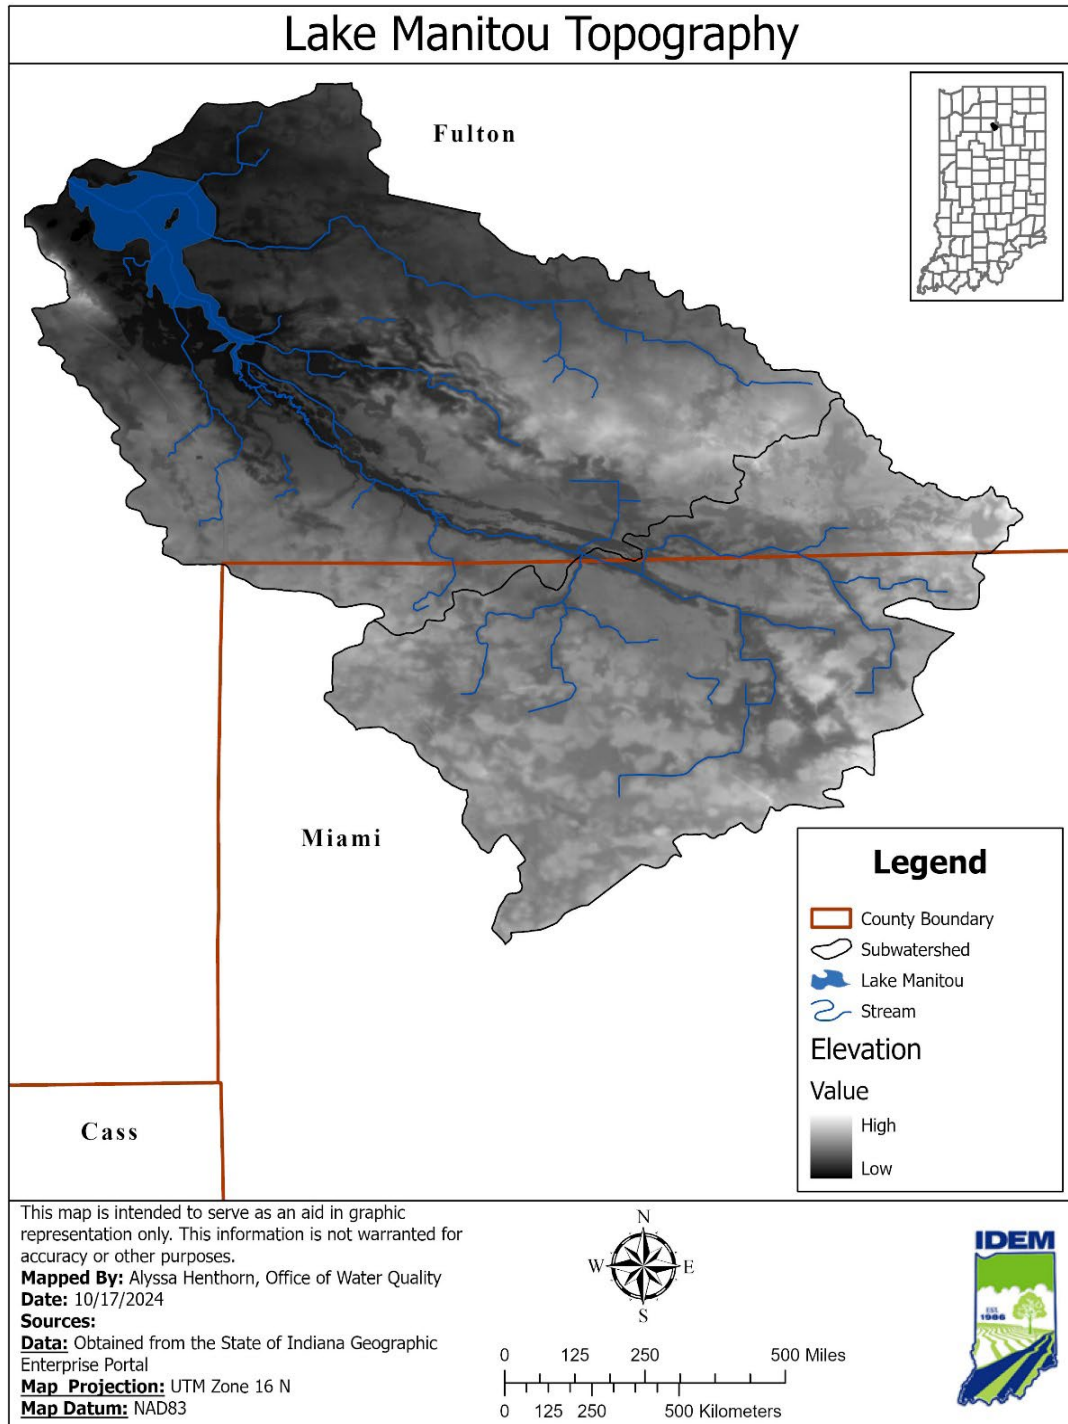 Lake Manitou Topography
Fulton
Miami
Cass
Legend
County Boundary
Subwatershed
Lake Manitou
Stream
Elevation
Value
High
Low
This map is intended to serve as an aid in graphic
representation only. This information is not warranted for
accuracy or other purposes.
Mapped By: Alyssa Henthorn, Office of Water Quality
Date: 10/17/2024
Sources:
Data: Obtained from the State of Indiana Geographic
Enterprise Portal
Map Projection: UTM Zone 16 N
Map Datum: NAD83
N
W E
S
0 125 250 500 Miles
0 125 250 500 Kilometers
IDEM
EST.
1986